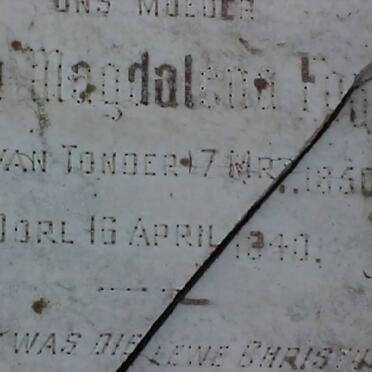 ONS MOEDER
Magdalena
VAN TONDER 17 MRT. 1860
OORL 16 APRIL 1940.
WAS DIE LEWE CHRISTUS